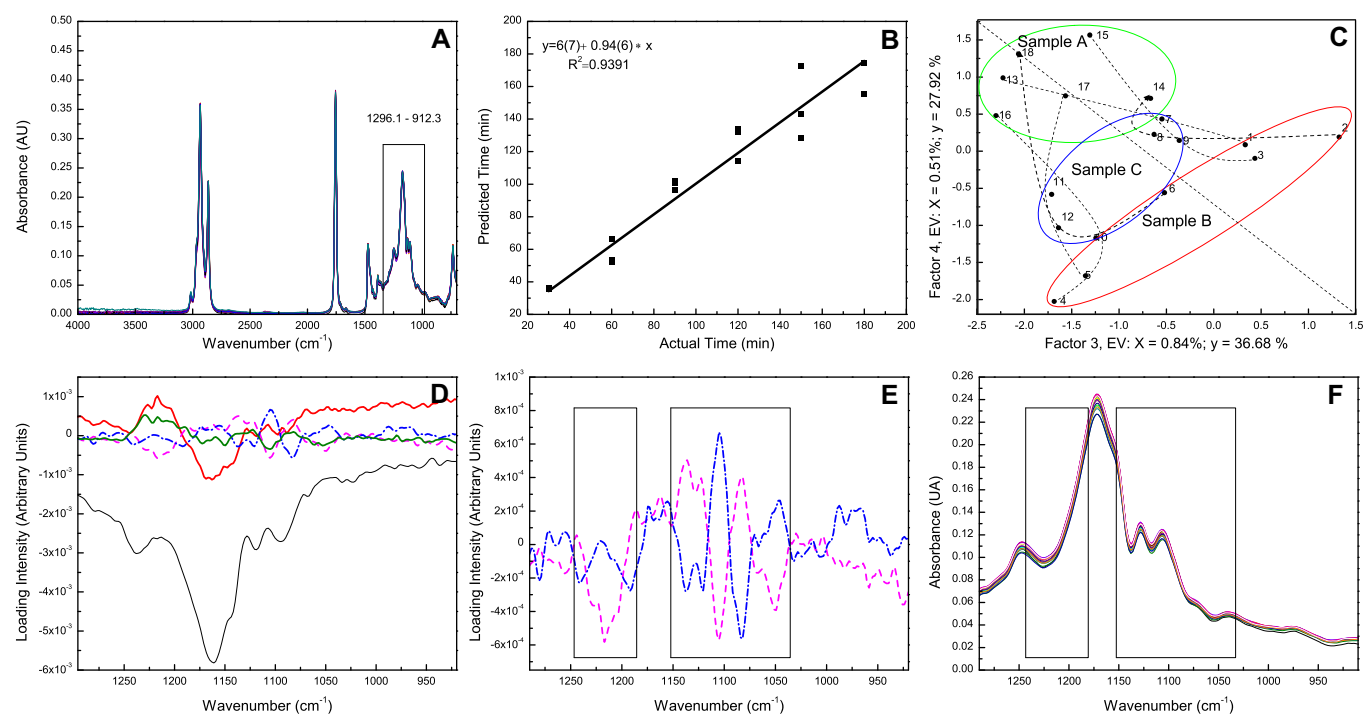 A
0.50
0.45
0.40
0.35
0.30
0.25
0.20
0.15
0.10
0.05
0.00
Absorbance (AU)
1296.1 - 912.3
4000 3500 3000 2500 2000 1500 1000
Wavenumber (cm-1)
B
200
180
160
140
120
100
80
60
40
20
Predicted Time (min)
y=6(7)+ 0.94(6)* x
R2=0.9391
20 40 60 80 100 120 140 160 180 200
Actual Time (min)
C
1.5
1.0
0.5
0.0
-0.5
-1.0
-1.5
-2.0
Factor 4, EV: X = 0.51%; y = 27.92 %
Sample A
15
18
13
17
14
16
7
8
9
1
2
3
Sample C
11
6
12
Sample B
10
5
4
-2.5 -2.0 -1.5 -1.0 -0.5 0.0 0.5 1.0 1.5
Factor 3, EV: X = 0.84%; y = 36.68 %
D
1x10-3
0
-1x10-3
-2x10-3
-3x10-3
-4x10-3
-5x10-3
-6x10-3
Loading Intensity (Arbitrary Units)
1250 1200 1150 1100 1050 1000 950
Wavenumber (cm-1)
E
1x10-3
8x10-4
6x10-4
4x10-4
2x10-4
0
-2x10-4
-4x10-4
-6x10-4
Loading Intensity (Arbitrary Units)
1250 1200 1150 1100 1050 1000 950
Wavenumber (cm-1)
F
0.26
0.24
0.22
0.20
0.18
0.16
0.14
0.12
0.10
0.08
0.06
0.04
0.02
0.00
Absorbance (UA)
1250 1200 1150 1100 1050 1000 950
Wavenumber (cm-1)